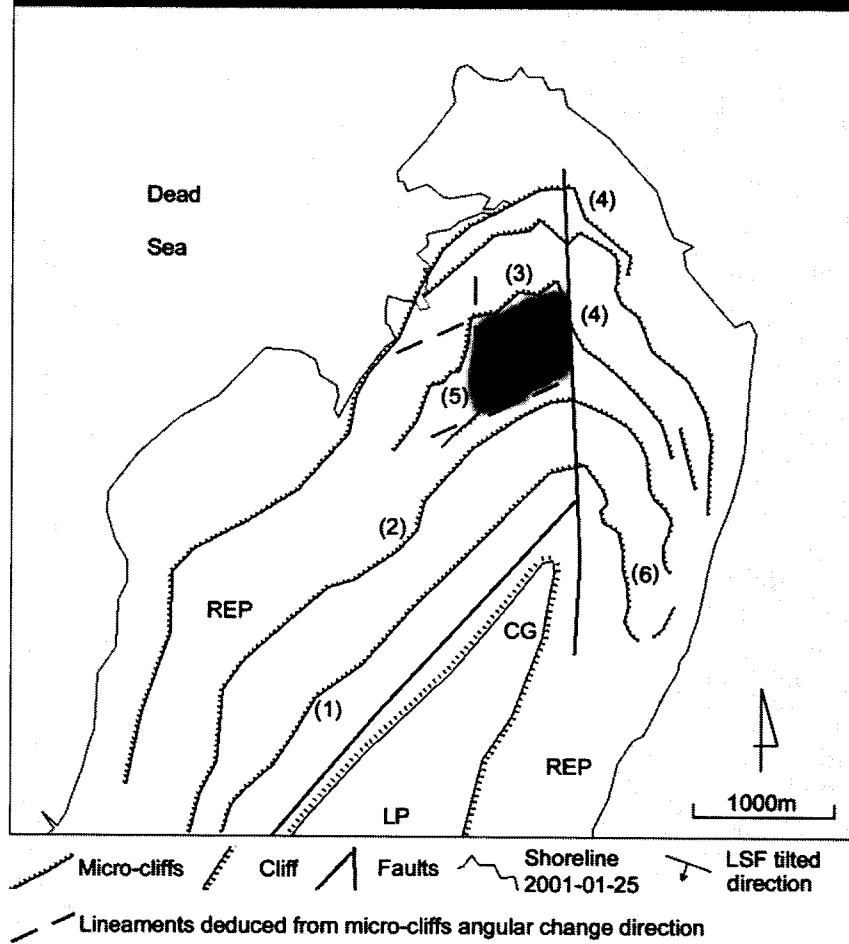 Dead
(4)
Sea
(3)
(4)
(5)
(2)
(6)
REP
CG
(1)
REP
1000m
LP
Micro-cliffs Cliff Faults Shoreline 2001-01-25 LSF tilted direction
Lineaments deduced from micro-cliffs angular change direction